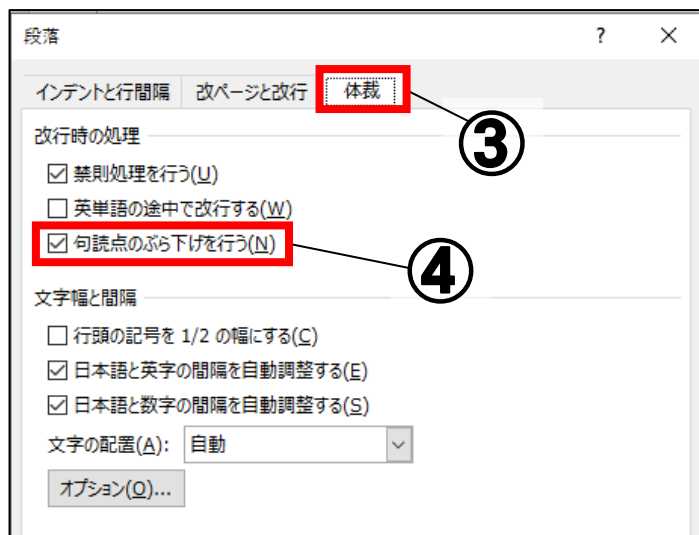 段落 ?
インデントと行間隔 改ページと改行 体裁
③
改行時の処理
禁則処理を行う(U)
英単語の途中で改行する(W)
句読点のぶら下げを行う(N)
④
文字幅と間隔
行頭の記号を 1/2 の幅にする(C)
日本語と英字の間隔を自動調整する(E)
日本語と数字の間隔を自動調整する(S)
文字の配置(A): 自動
オプション(O)...